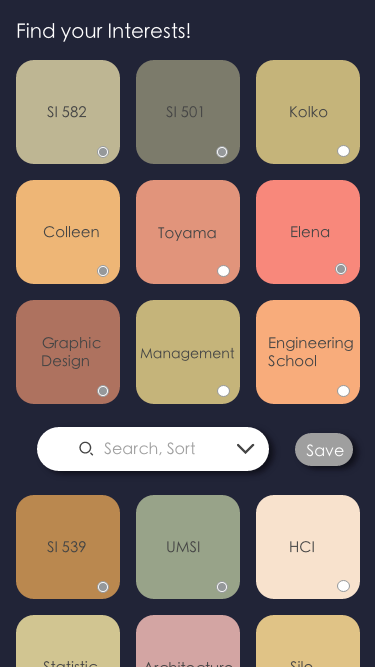 Find your Interests!
SI 582
SI 501
Kolko
Colleen
Toyama
Elena
Graphic
Design
Management
Engineering
School
Search, Sort
Save
SI 539
UMSI
HCI
Statistic
Architecture
Silo